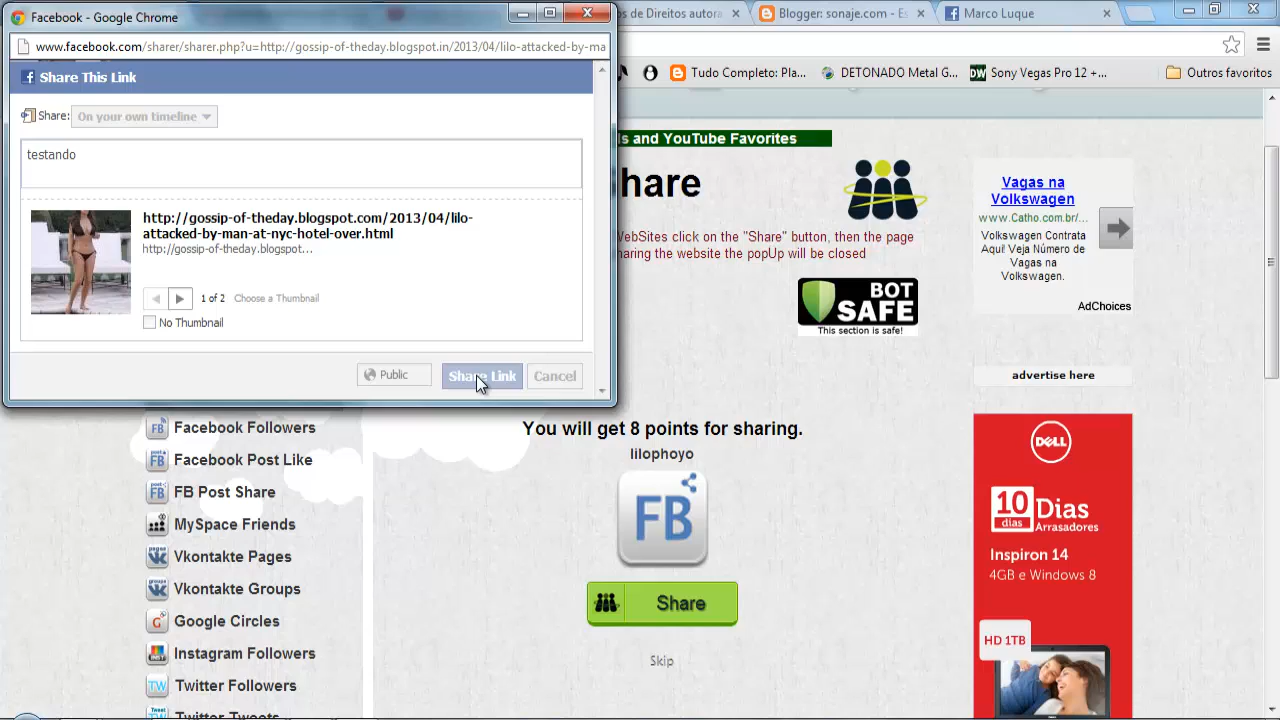 Facebook - Google Chrome
www.facebook.com/sharer/sharer.php?u=http://gossip-of-theday.blogspot.in/2013/04/lilo-attacked-by-ma
Share This Link
Share: On your own timeline
testando
http://gossip-of-theday.blogspot.com/2013/04/lilo-
attacked-by-man-at-nyc-hotel-over.html
http://gossip-of-theday.blogspot...
1 of 2 Choose a Thumbnail
No Thumbnail
Public Share Link Cancel
os de Direitos autora
Blogger: sonaje.com - Es
Marco Luque
Tudo Completo: Pla...
DETONADO Metal G...
Sony Vegas Pro 12 +...
Outros favoritos
ls and YouTube Favorites
hare
WebSites click on the "Share" button, then the page
haring the website the popUp will be closed
BOT
SAFE
This section is safe!
Vagas na
Volkswagen
www.Catho.com.br/...
Volkswagen Contrata
Aqui! Veja Número de
Vagas na
Volkswagen.
AdChoices
advertise here
Facebook Followers
Facebook Post Like
FB Post Share
MySpace Friends
Vkontakte Pages
Vkontakte Groups
Google Circles
Instagram Followers
Twitter Followers
Twitter Tweets
You will get 8 points for sharing.
lilophoyo
FB
Share
Skip
DELL
10 dias
Dias
Arrasadores
Inspiron 14
4GB e Windows 8
HD 1TB